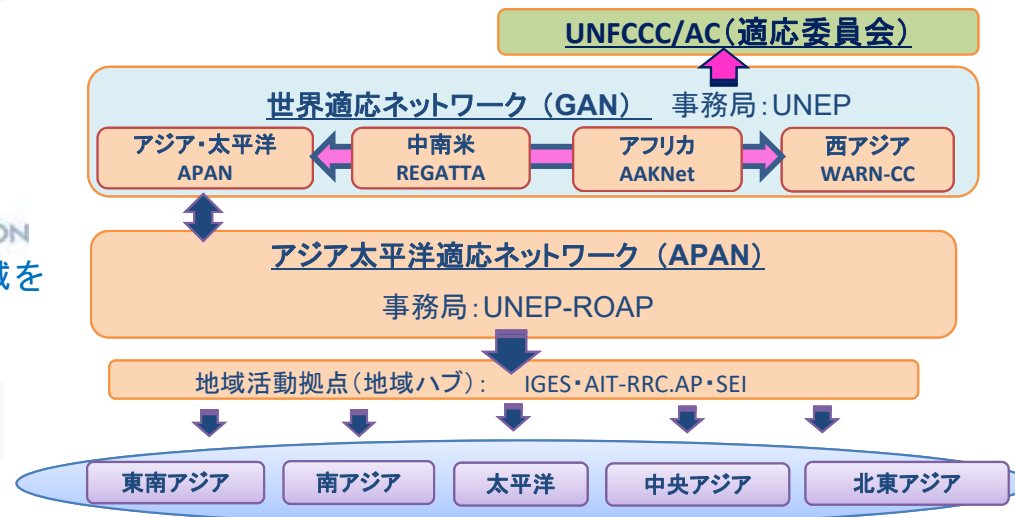 UNFCCC/AC(適応委員会)
世界適応ネットワーク (GAN) 事務局:UNEP
アジア・太平洋
APAN
中南米
REGATTA
アフリカ
AAKNet
西アジア
WARN-CC
ON
域を
アジア太平洋適応ネットワーク (APAN)
事務局:UNEP-ROAP
地域活動拠点(地域ハブ): IGES・AIT-RRC.AP・SEI
東南アジア
南アジア
太平洋
中央アジア
北東アジア